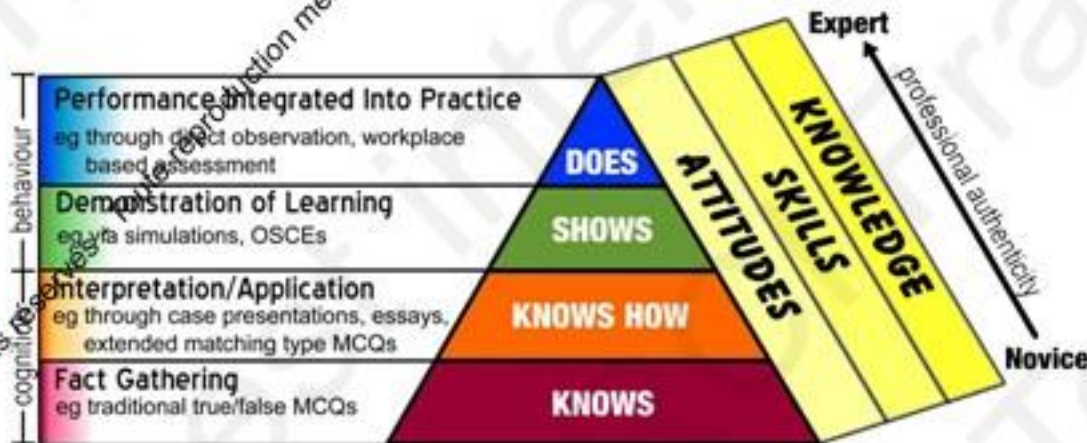 Expert
professional authenticity
Novice
KNOWLEDGE
SKILLS
ATTITUDES
behaviour
cognition
Performance Integrated Into Practice
eg through direct observation, workplace
based assessment
DOES
Demonstration of Learning
eg via simulations, OSCEs
SHOWS
Interpretation/Application
eg through case presentations, essays,
extended matching type MCQs
KNOWS HOW
Fact Gathering
eg traditional true/false MCQs
KNOWS
reproduction